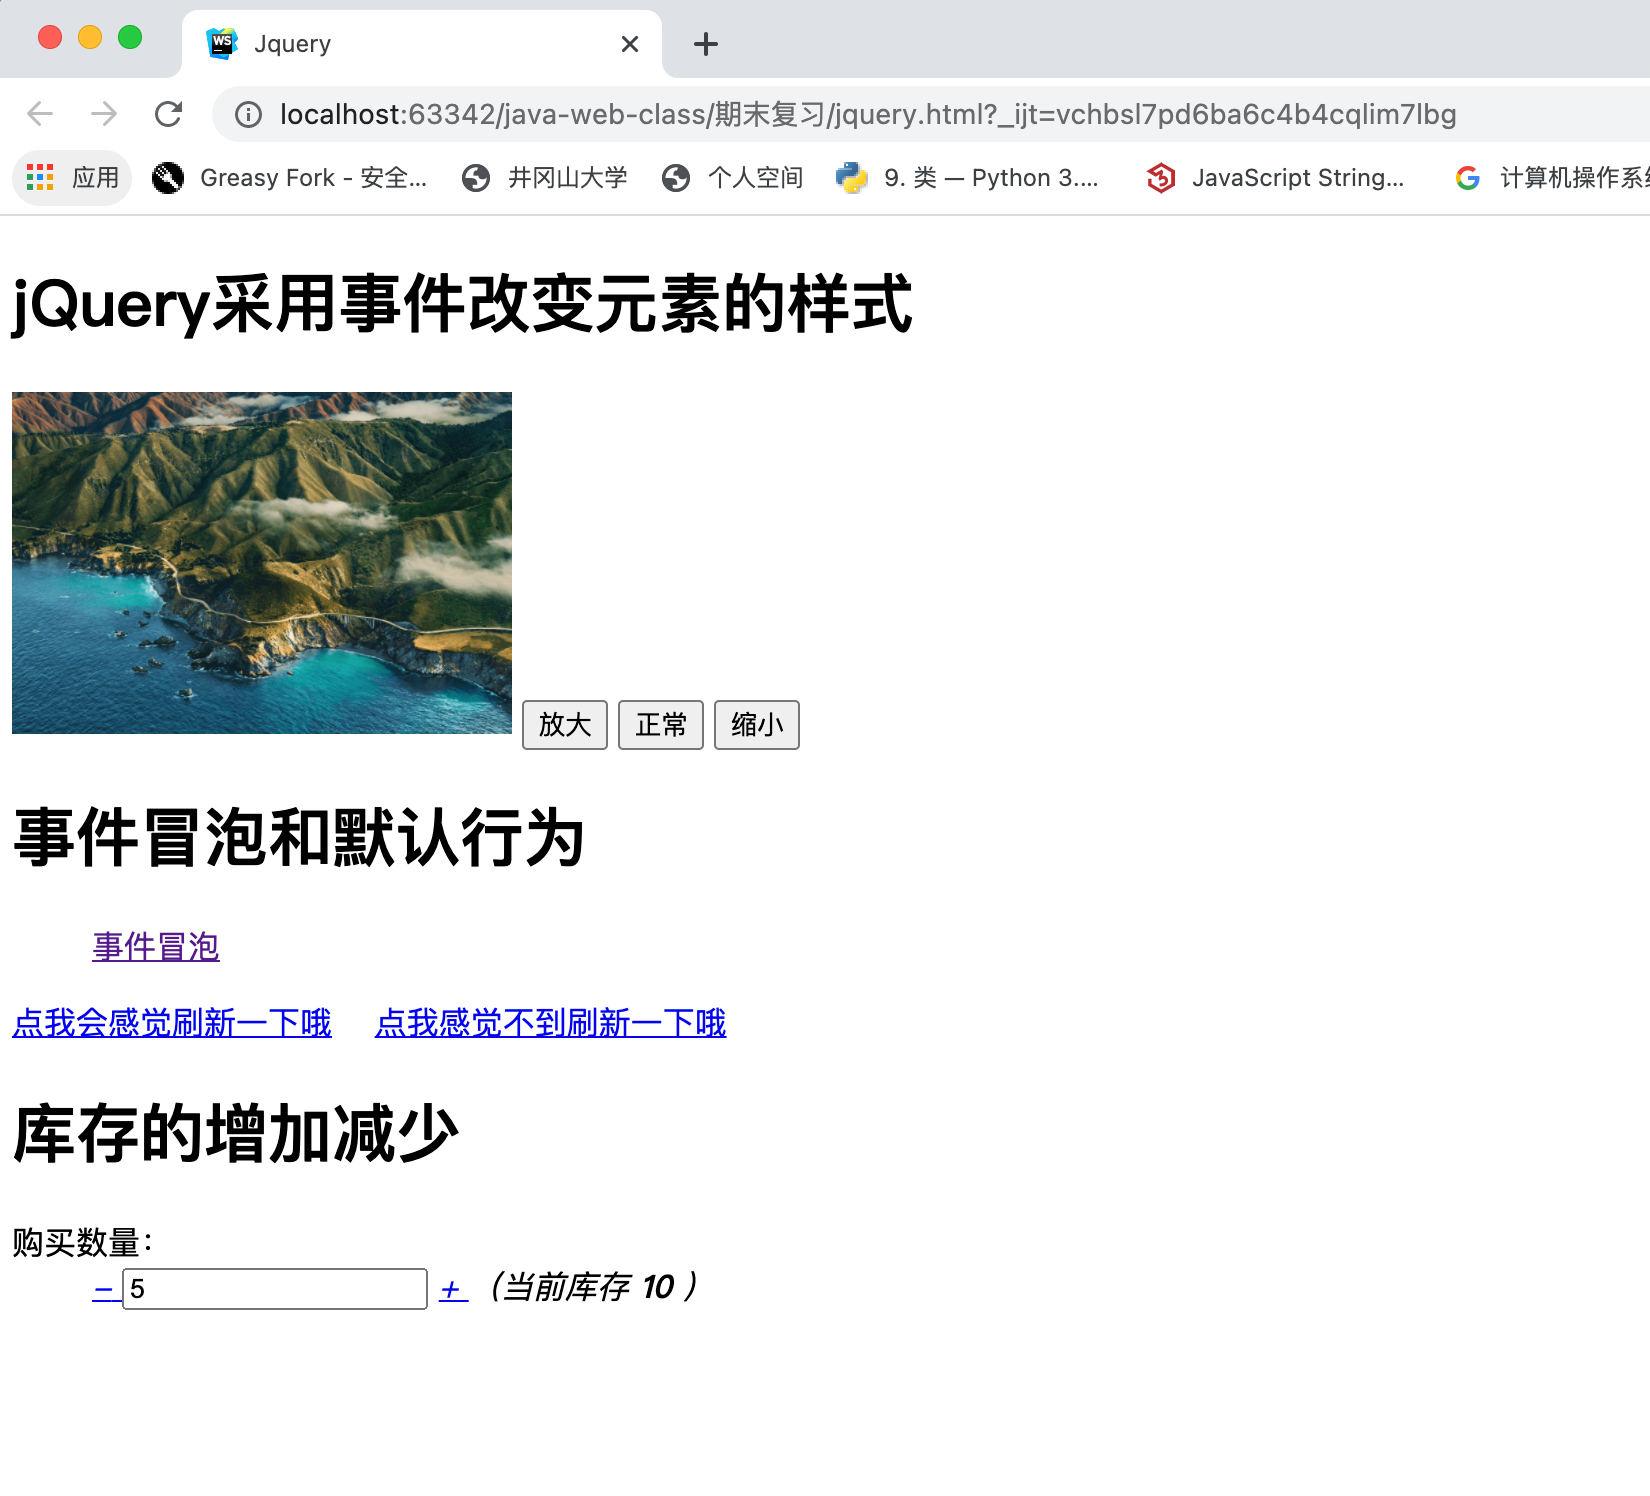 Jquery
localhost:63342/java-web-class/期末复习/jquery.html?_ijt=vchbsl7pd6ba6c4b4cqlim7lbg
应用 Greasy Fork - 安全... 井冈山大学 个人空间 9. 类 — Python 3.... JavaScript String... 计算机操作系
jQuery采用事件改变元素的样式
放大 正常 缩小
事件冒泡和默认行为
事件冒泡
点我会感觉刷新一下哦 点我感觉不到刷新一下哦
库存的增加减少
购买数量：
− 5 + （当前库存 10 ）